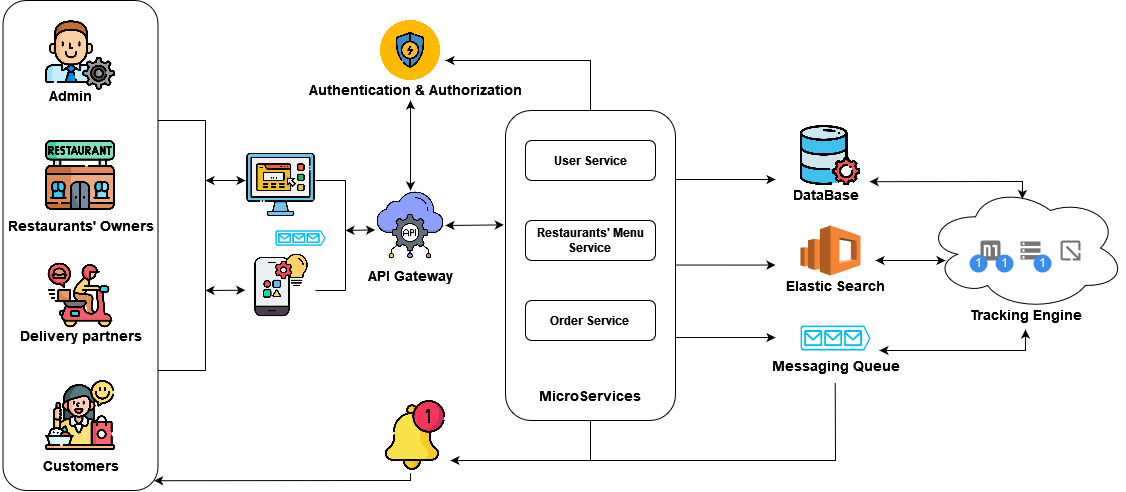 Admin
RESTAURANT
Restaurants' Owners
Delivery partners
Customers
Authentication & Authorization
API
API Gateway
User Service
Restaurants' Menu
Service
Order Service
MicroServices
1
DataBase
Elastic Search
Messaging Queue
1
1
1
Tracking Engine